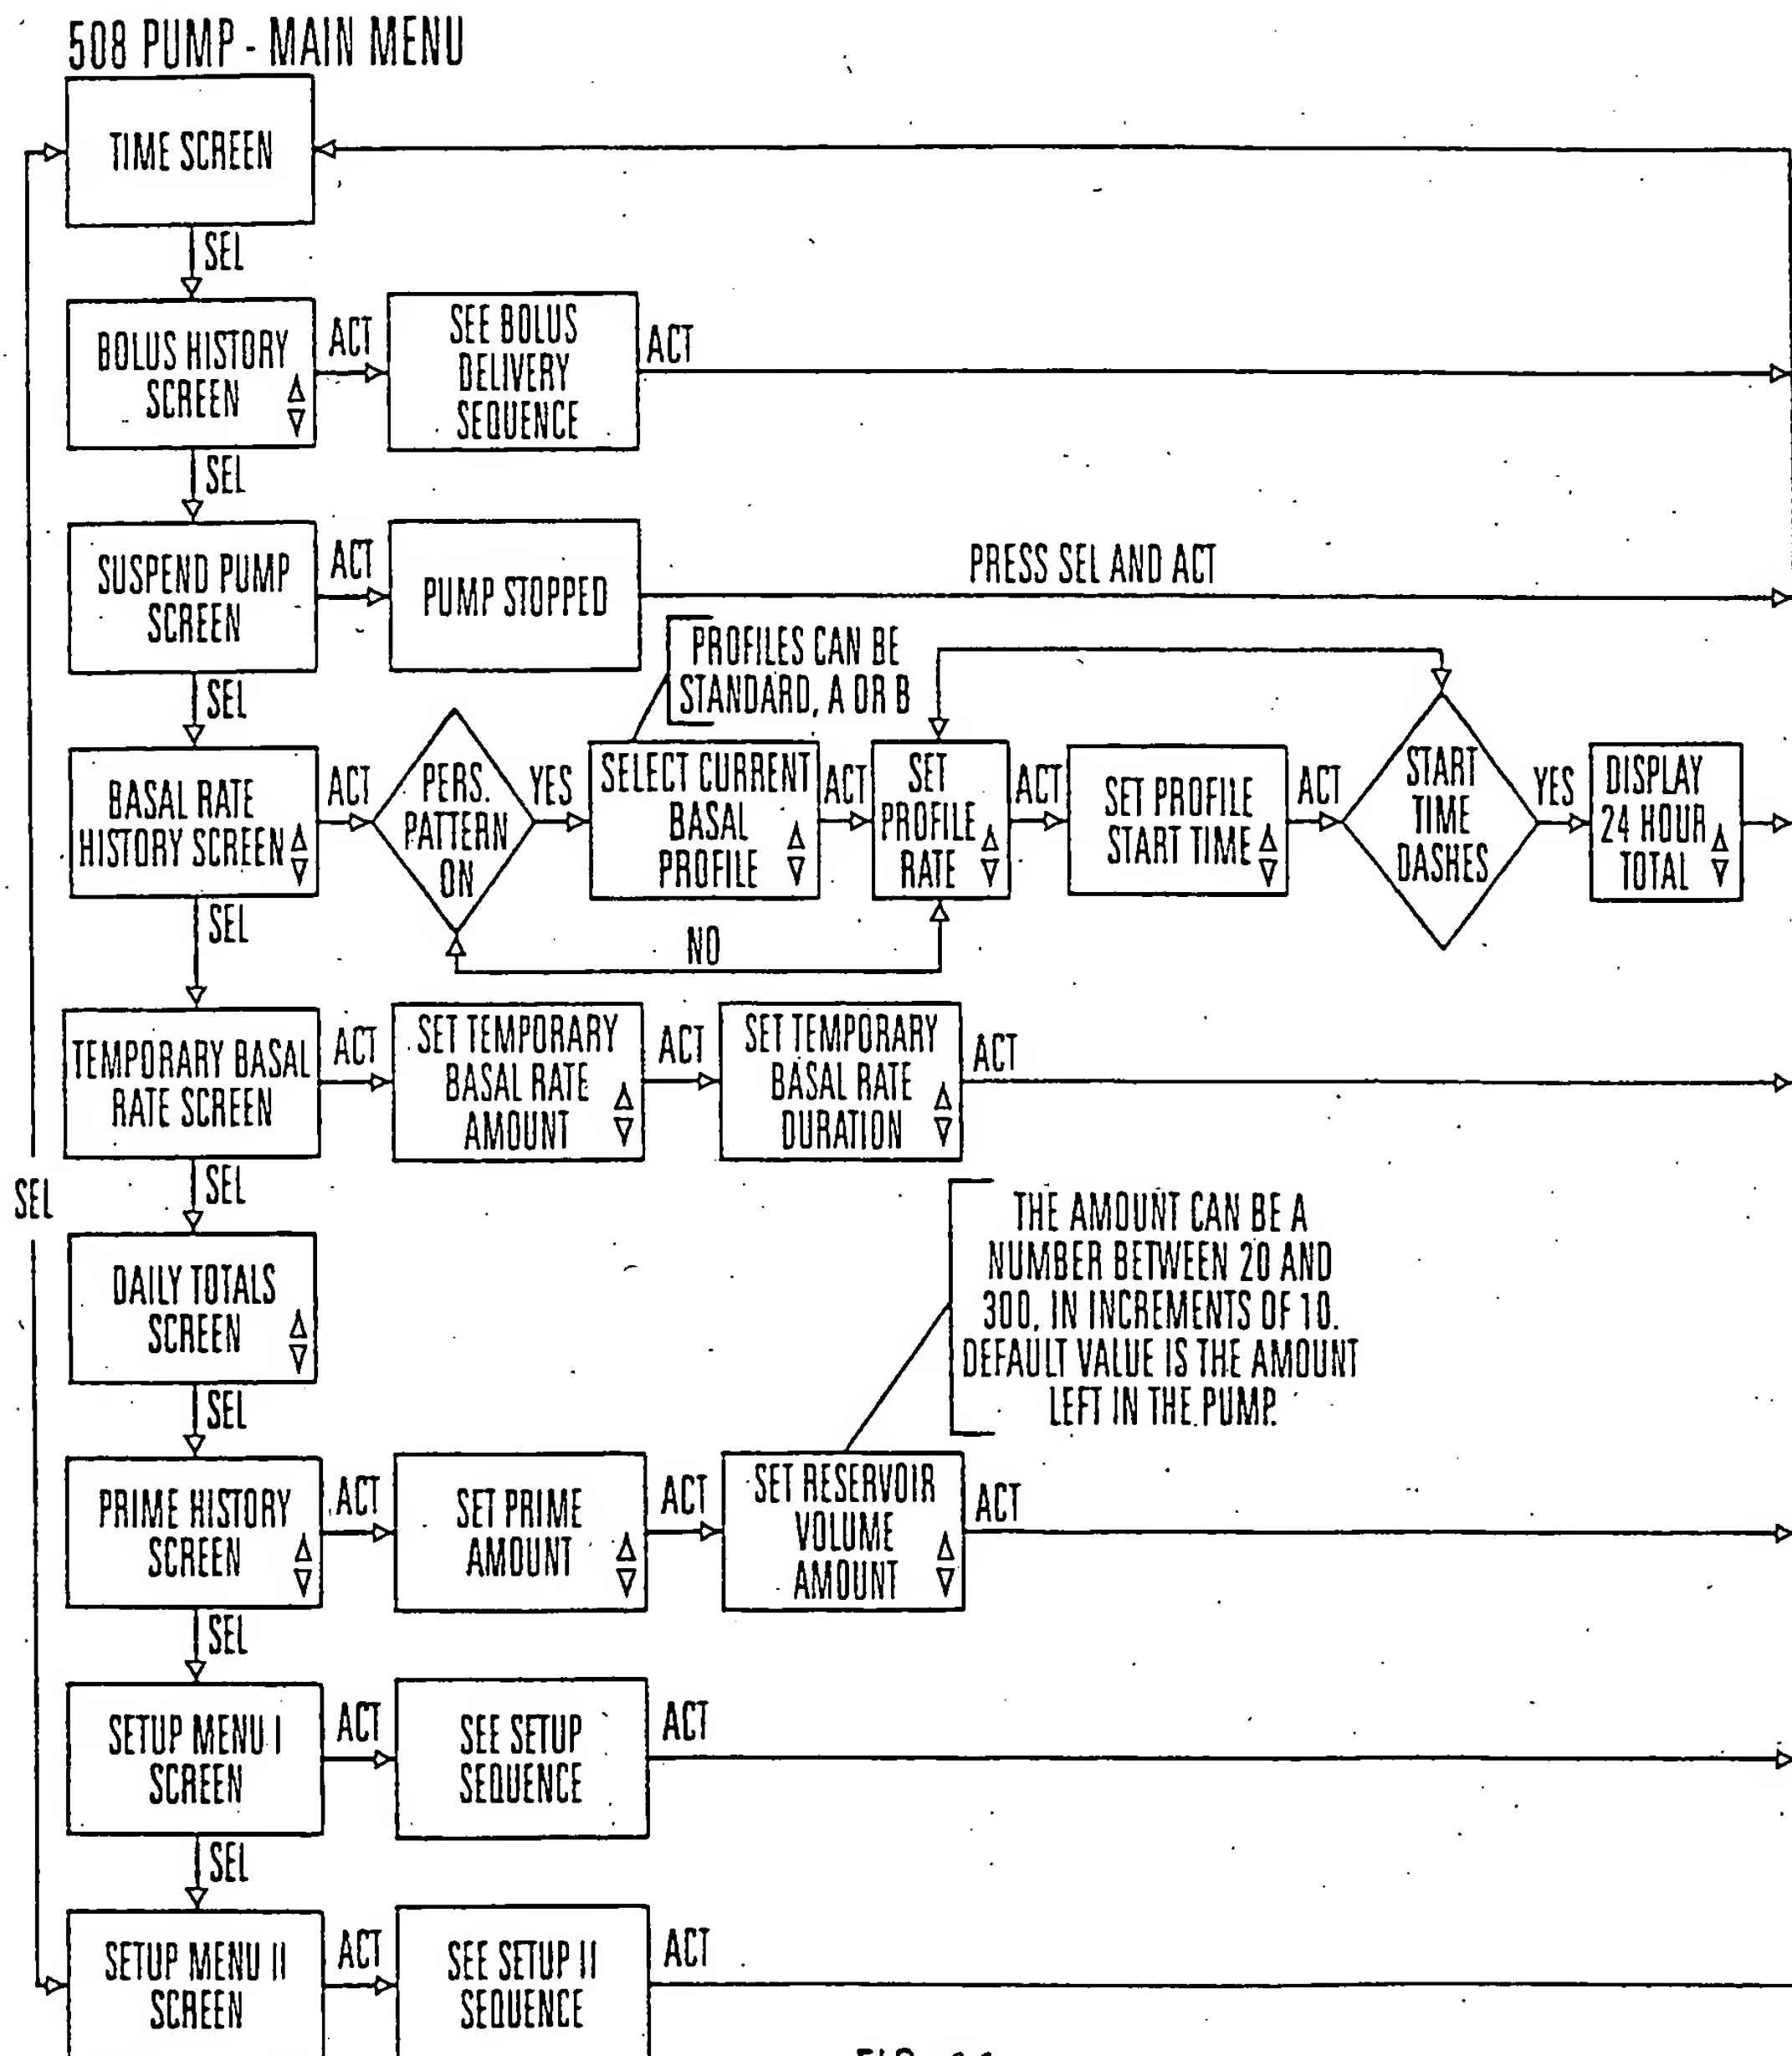 508 PUMP - MAIN MENU
TIME SCREEN
SEL
BOLUS HISTORY
SCREEN
ACT
SEE BOLUS
DELIVERY
SEQUENCE
ACT
SEL
SUSPEND PUMP
SCREEN
ACT
PUMP STOPPED
PRESS SEL AND ACT
SEL
PROFILES CAN BE
STANDARD, A OR B
BASAL RATE
HISTORY SCREEN
ACT
PERS.
PATTERN
ON
YES
SELECT CURRENT
BASAL
PROFILE
ACT
SET
PROFILE
RATE
ACT
SET PROFILE
START TIME
ACT
START
TIME
DASHES
YES
DISPLAY
24 HOUR
TOTAL
NO
SEL
TEMPORARY BASAL
RATE SCREEN
ACT
SET TEMPORARY
BASAL RATE
AMOUNT
ACT
SET TEMPORARY
BASAL RATE
DURATION
ACT
SEL
SEL
DAILY TOTALS
SCREEN
THE AMOUNT CAN BE A
NUMBER BETWEEN 20 AND
300, IN INCREMENTS OF 10.
DEFAULT VALUE IS THE AMOUNT
LEFT IN THE PUMP.
SEL
PRIME HISTORY
SCREEN
ACT
SET PRIME
AMOUNT
ACT
SET RESERVOIR
VOLUME
AMOUNT
ACT
SEL
SETUP MENU I
SCREEN
ACT
SEE SETUP
SEQUENCE
ACT
SEL
SETUP MENU II
SCREEN
ACT
SEE SETUP II
SEQUENCE
ACT